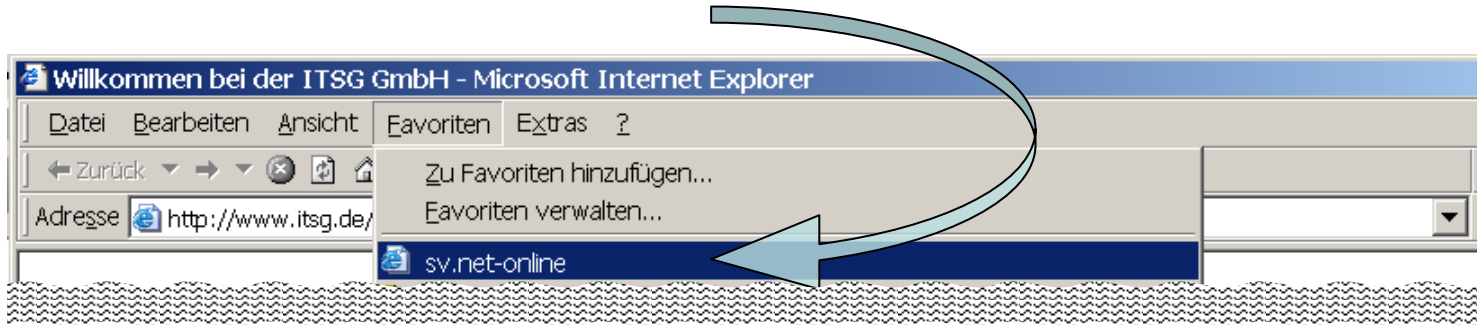 Willkommen bei der ITSG GmbH - Microsoft Internet Explorer
Datei Bearbeiten Ansicht Favoriten Extras ?
Zurück
Zu Favoriten hinzufügen...
Adresse http://www.itsg.de/
Favoriten verwalten...
sv.net-online